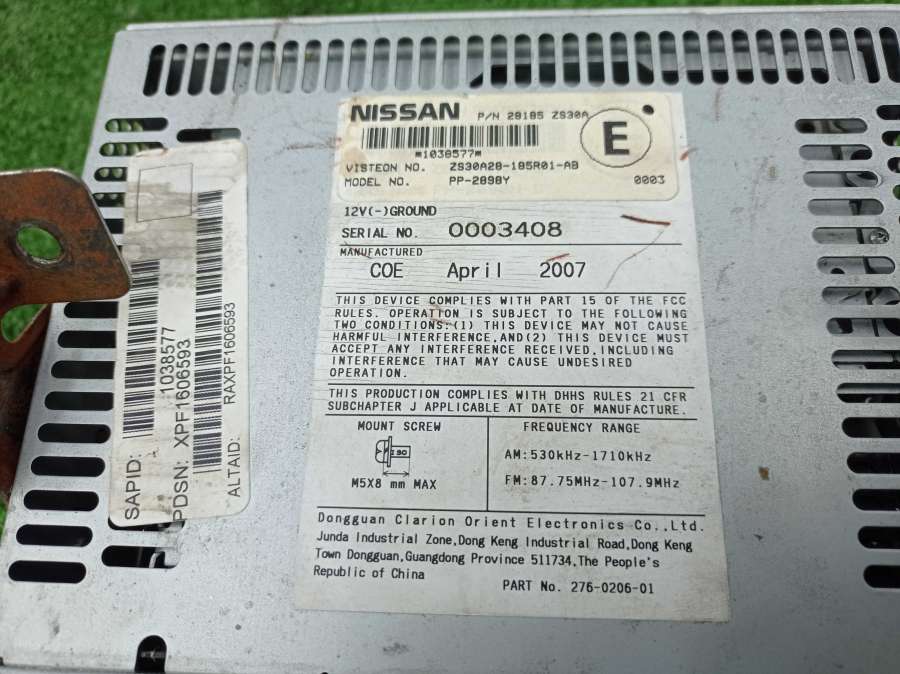 NISSAN P/N 28185 ZS30A
*1038577*
E
VISTEON NO. ZS30A28-185R01-AB
MODEL NO. PP-2898Y 0003
12V(-)GROUND
SERIAL NO. 0003408
MANUFACTURED
COE April 2007
THIS DEVICE COMPLIES WITH PART 15 OF THE FCC
RULES. OPERATION IS SUBJECT TO THE FOLLOWING
TWO CONDITIONS:(1) THIS DEVICE MAY NOT CAUSE
HARMFUL INTERFERENCE,AND(2) THIS DEVICE MUST
ACCEPT ANY INTERFERENCE RECEIVED,INCLUDING
INTERFERENCE THAT MAY CAUSE UNDESIRED
OPERATION.
THIS PRODUCTION COMPLIES WITH DHHS RULES 21 CFR
SUBCHAPTER J APPLICABLE AT DATE OF MANUFACTURE.
MOUNT SCREW
ISO
M5X8 mm MAX
FREQUENCY RANGE
AM:530kHz-1710kHz
FM:87.75MHz-107.9MHz
Dongguan Clarion Orient Electronics Co.,Ltd.
Junda Industrial Zone,Dong Keng Industrial Road,Dong Keng
Town Dongguan,Guangdong Province 511734,The People's
Republic of China
PART No. 276-0206-01
SAPID: 1038577
PDSN: XPF1606593
ALTAID: RAXPF1606593